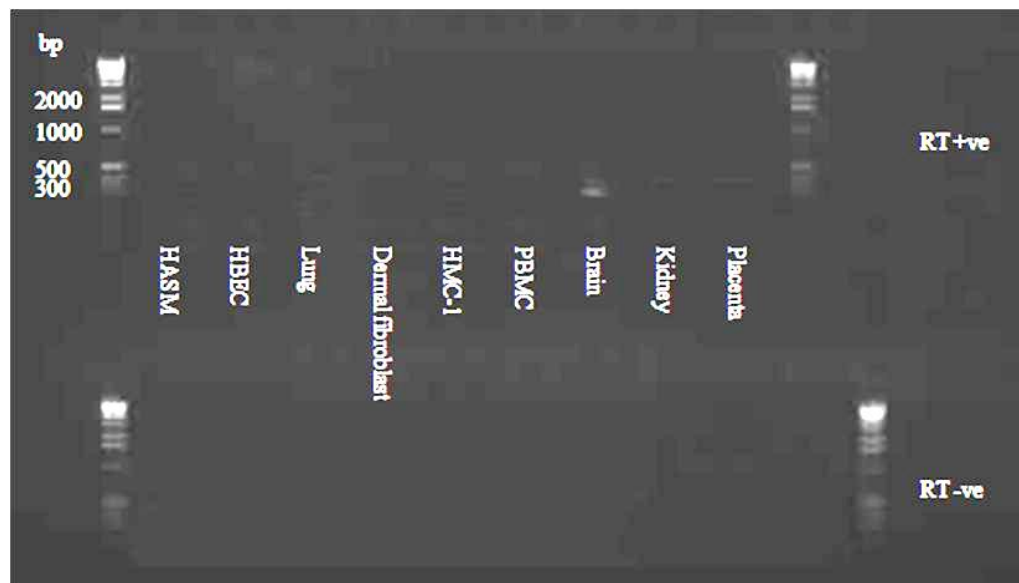 bp
2000
1000
500
300
RT+ve
HASM
HBEC
Lung
Dermal fibroblast
HMC-1
PBMC
Brain
Kidney
Placenta
RT-ve